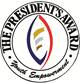 THE PRESIDENT'S AWARD
Youth Empowerment